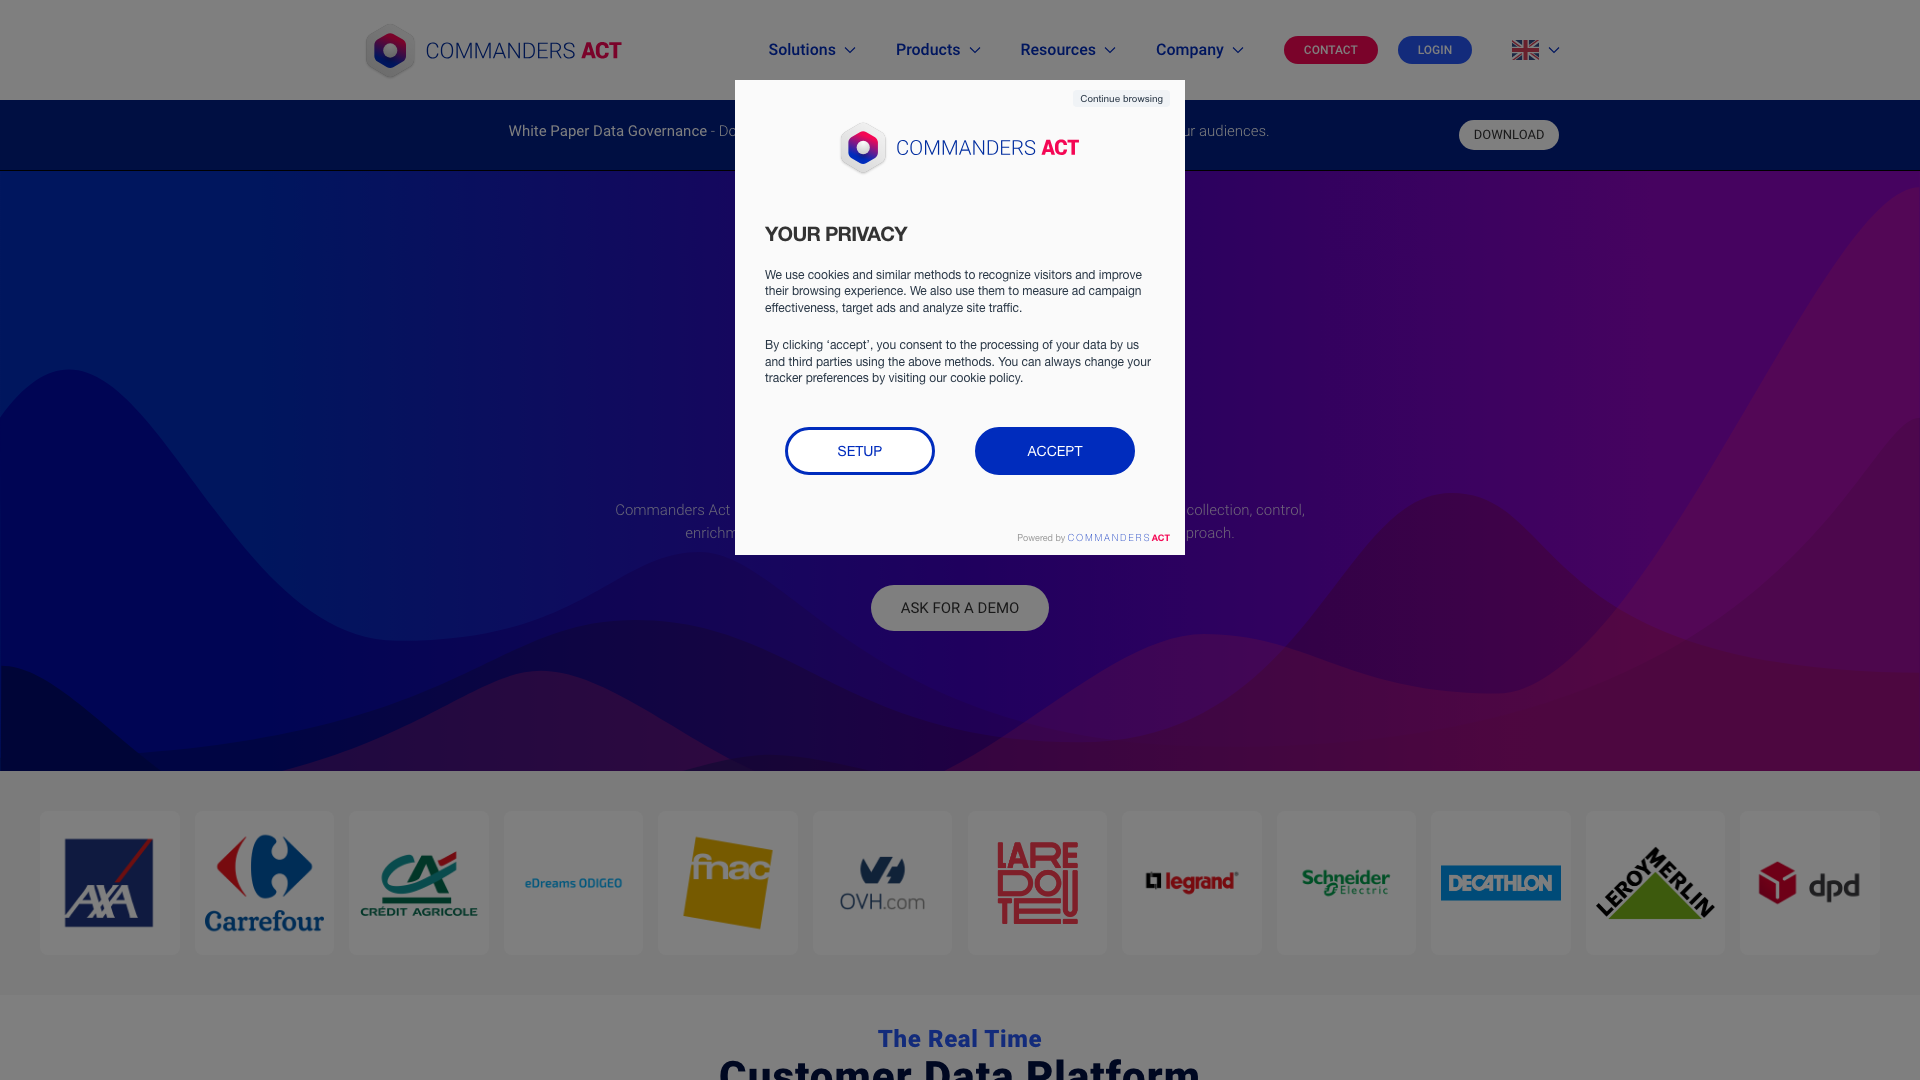 COMMANDERS ACT
Solutions
Products
Resources
Company
CONTACT
LOGIN
Continue browsing
White Paper Data Governance - Do
ur audiences.
DOWNLOAD
COMMANDERS ACT
YOUR PRIVACY
We use cookies and similar methods to recognize visitors and improve
their browsing experience. We also use them to measure ad campaign
effectiveness, target ads and analyze site traffic.
By clicking ‘accept’, you consent to the processing of your data by us
and third parties using the above methods. You can always change your
tracker preferences by visiting our cookie policy.
SETUP
ACCEPT
Commanders Act
collection, control,
enrichm
proach.
Powered by COMMANDERS ACT
ASK FOR A DEMO
AXA
Carrefour
CRÉDIT AGRICOLE
eDreams ODIGEO
fnac
OVH.com
LA REDOUTE
legrand
Schneider
Electric
DECATHLON
LEROY MERLIN
dpd
The Real Time
Customer Data Platform